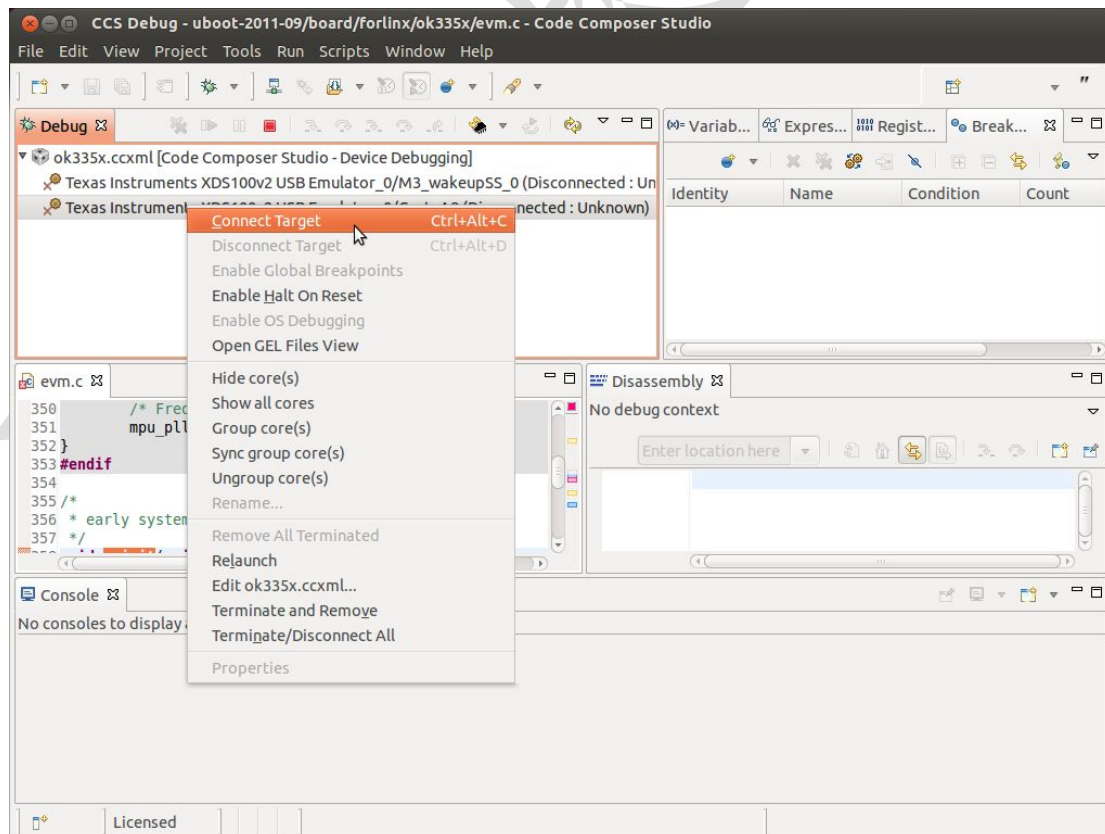 CCS Debug - uboot-2011-09/board/forlinx/ok335x/evm.c - Code Composer Studio
File Edit View Project Tools Run Scripts Window Help
Debug
(x)= Variab... Expres... Regist... Break...
ok335x.ccxml [Code Composer Studio - Device Debugging]
Texas Instruments XDS100v2 USB Emulator_0/M3_wakeupSS_0 (Disconnected : Un
Texas Instrument nected : Unknown)
Identity Name Condition Count
Connect Target Ctrl+Alt+C
Disconnect Target Ctrl+Alt+D
Enable Global Breakpoints
Enable Halt On Reset
Enable OS Debugging
Open GEL Files View
Hide core(s)
Show all cores
Group core(s)
Sync group core(s)
Ungroup core(s)
Rename...
Remove All Terminated
Relaunch
Edit ok335x.ccxml...
Terminate and Remove
Terminate/Disconnect All
Properties
evm.c
350 /* Fred
351 mpu_pll
352 }
353 #endif
354
355 /*
356 * early system
357 */
Disassembly
No debug context
Enter location here
Console
No consoles to display
Licensed